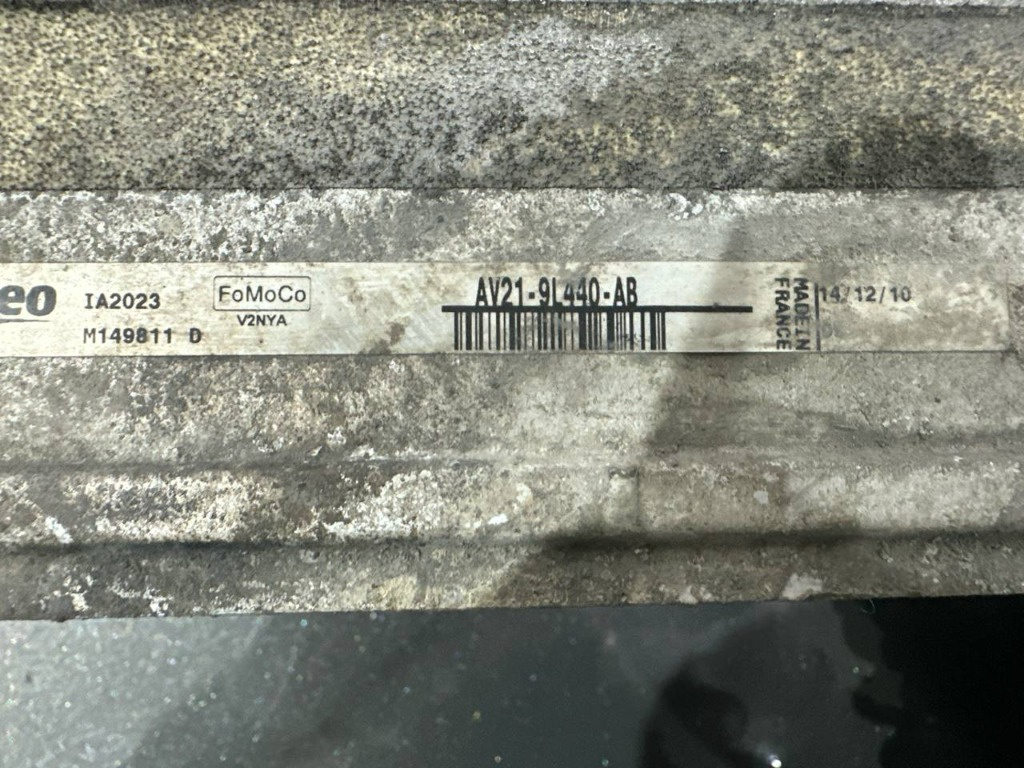 eo
IA2023
M149811 D
FoMoCo
V2NYA
AV21-9L440-AB
MADE IN
FRANCE
14/12/10